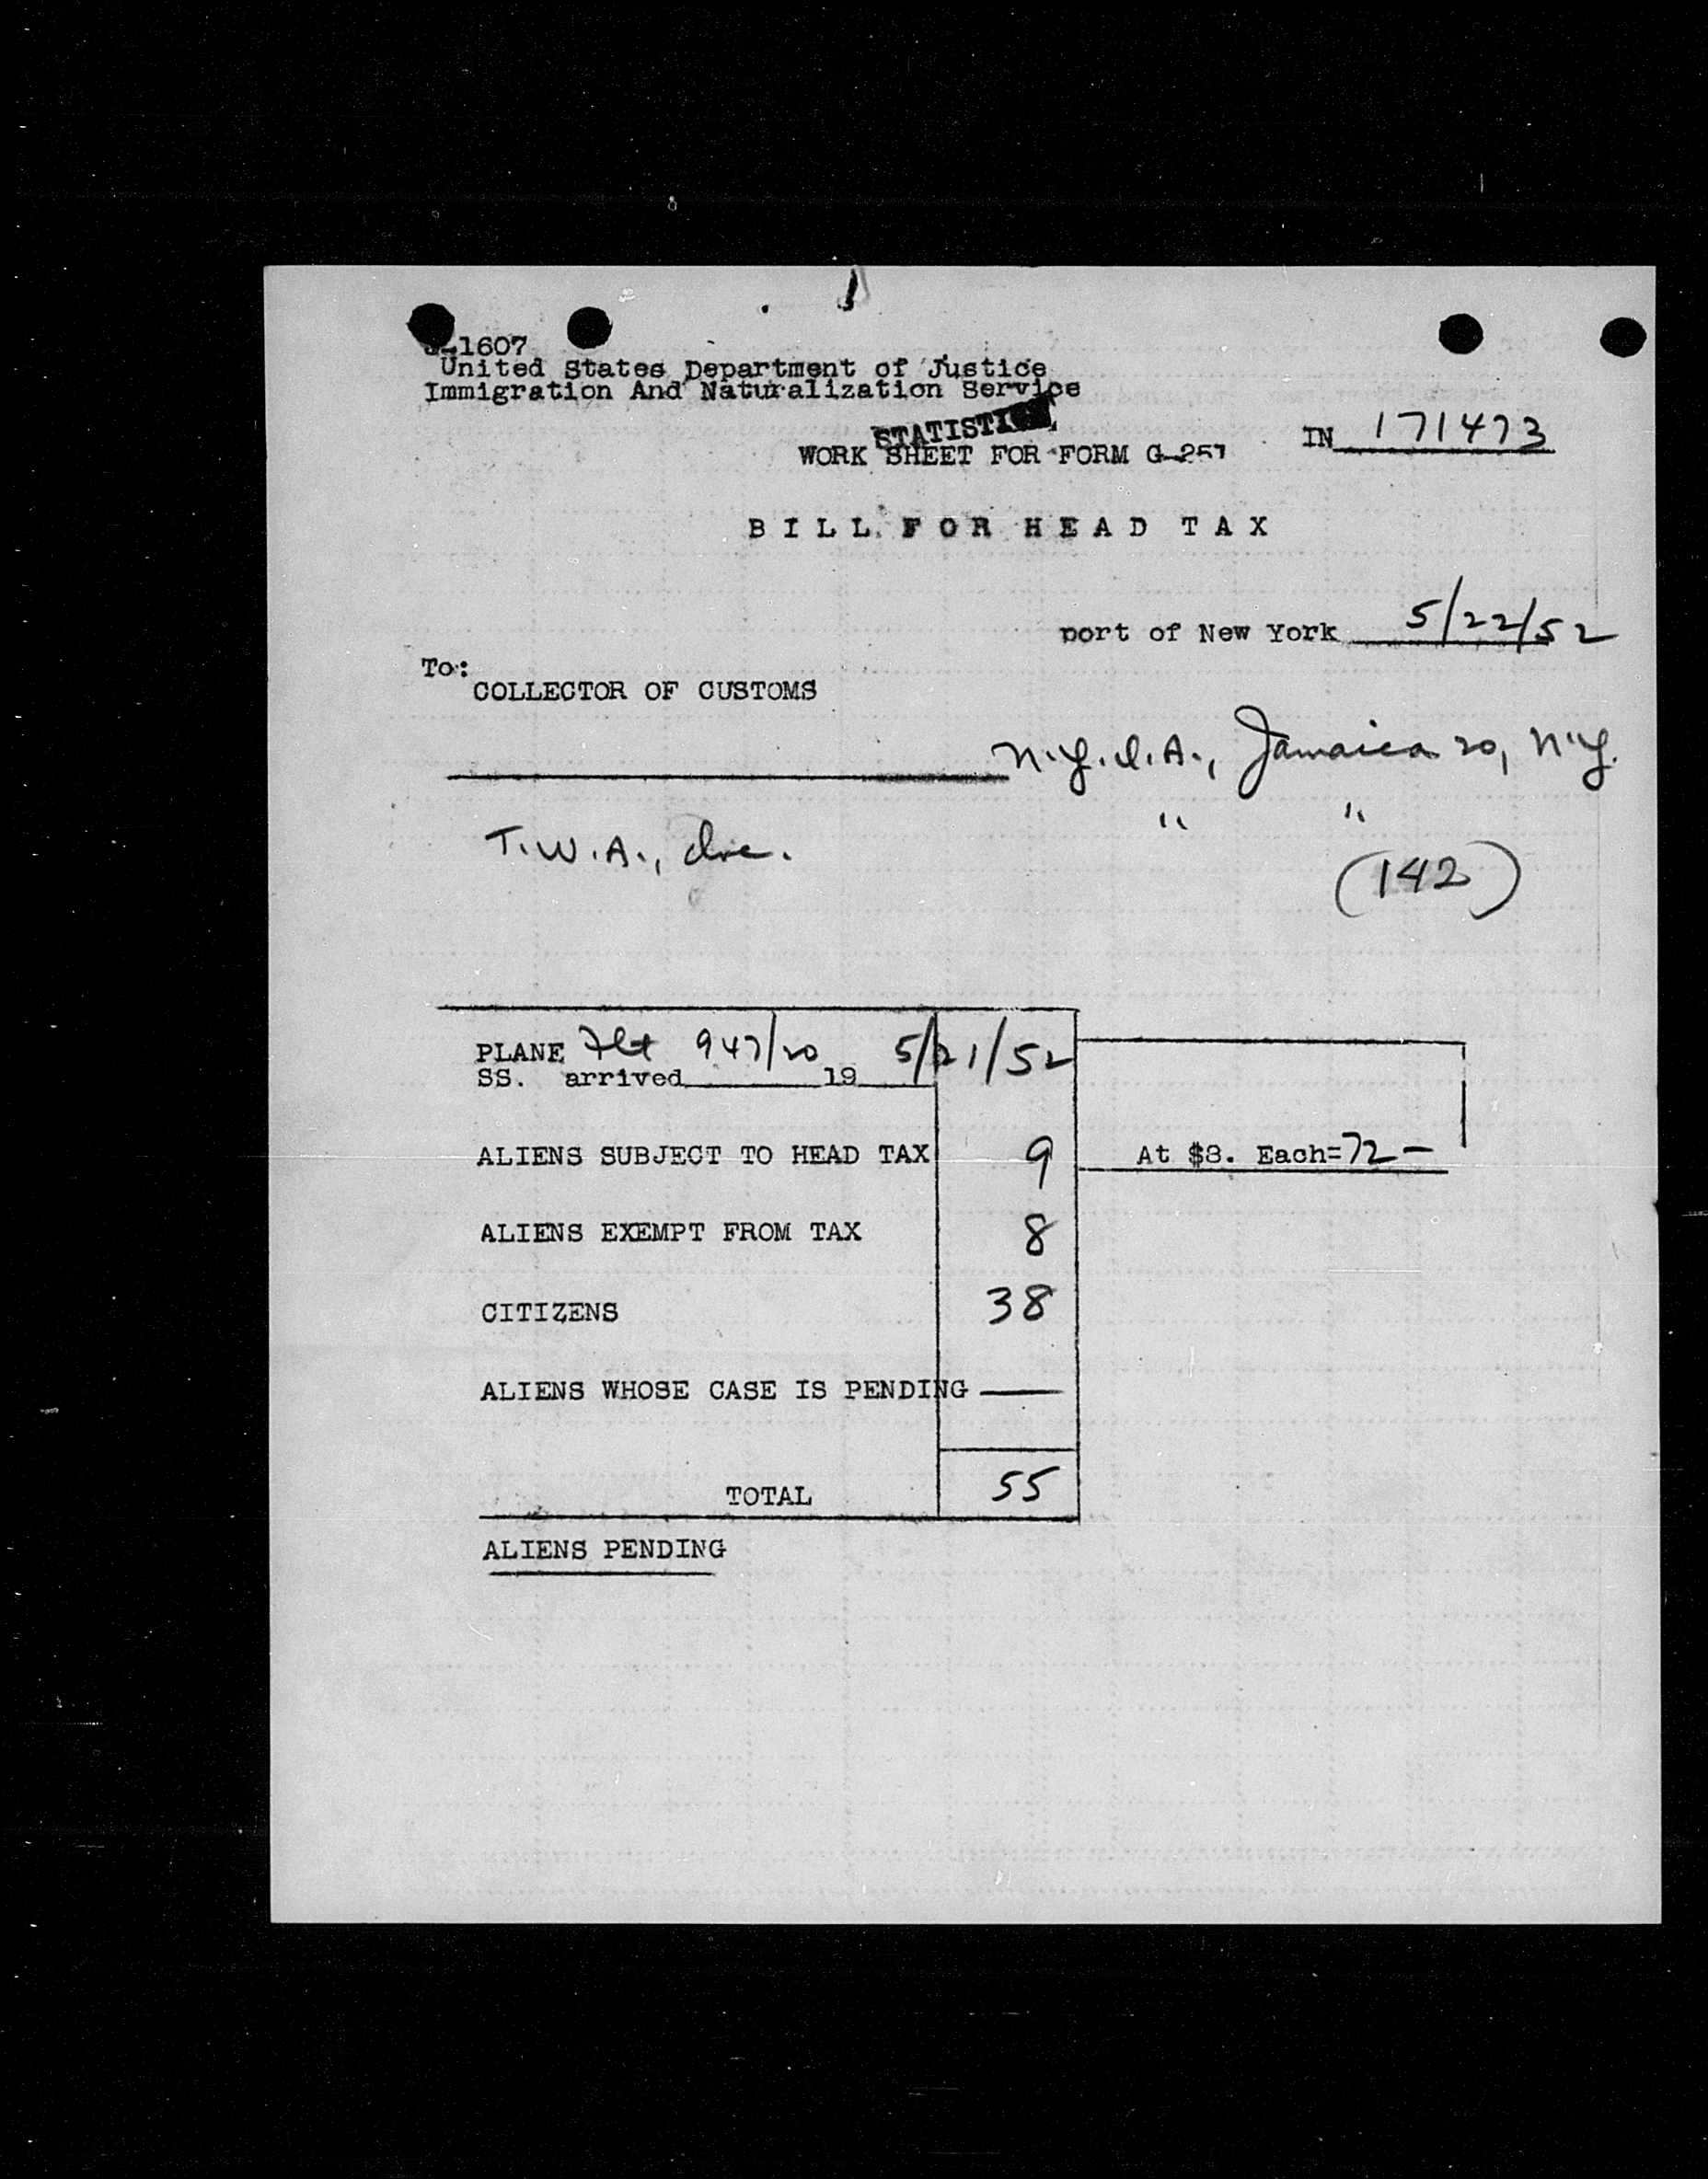 -1607
United States Department of Justice
Immigration And Naturalization Service
STATISTI
WORK SHEET FOR FORM G-257
IN 171473
BILL FOR HEAD TAX
port of New York 5/22/52
To:
COLLECTOR OF CUSTOMS
N.Y.I.A., Jamaica 20, N.Y.
" "
T.W.A., Inc.
(142)
PLANE Flt 947/20 5/21/52
SS. arrived 19
ALIENS SUBJECT TO HEAD TAX 9 At $8. Each=72-
ALIENS EXEMPT FROM TAX 8
CITIZENS 38
ALIENS WHOSE CASE IS PENDING —
TOTAL 55
ALIENS PENDING